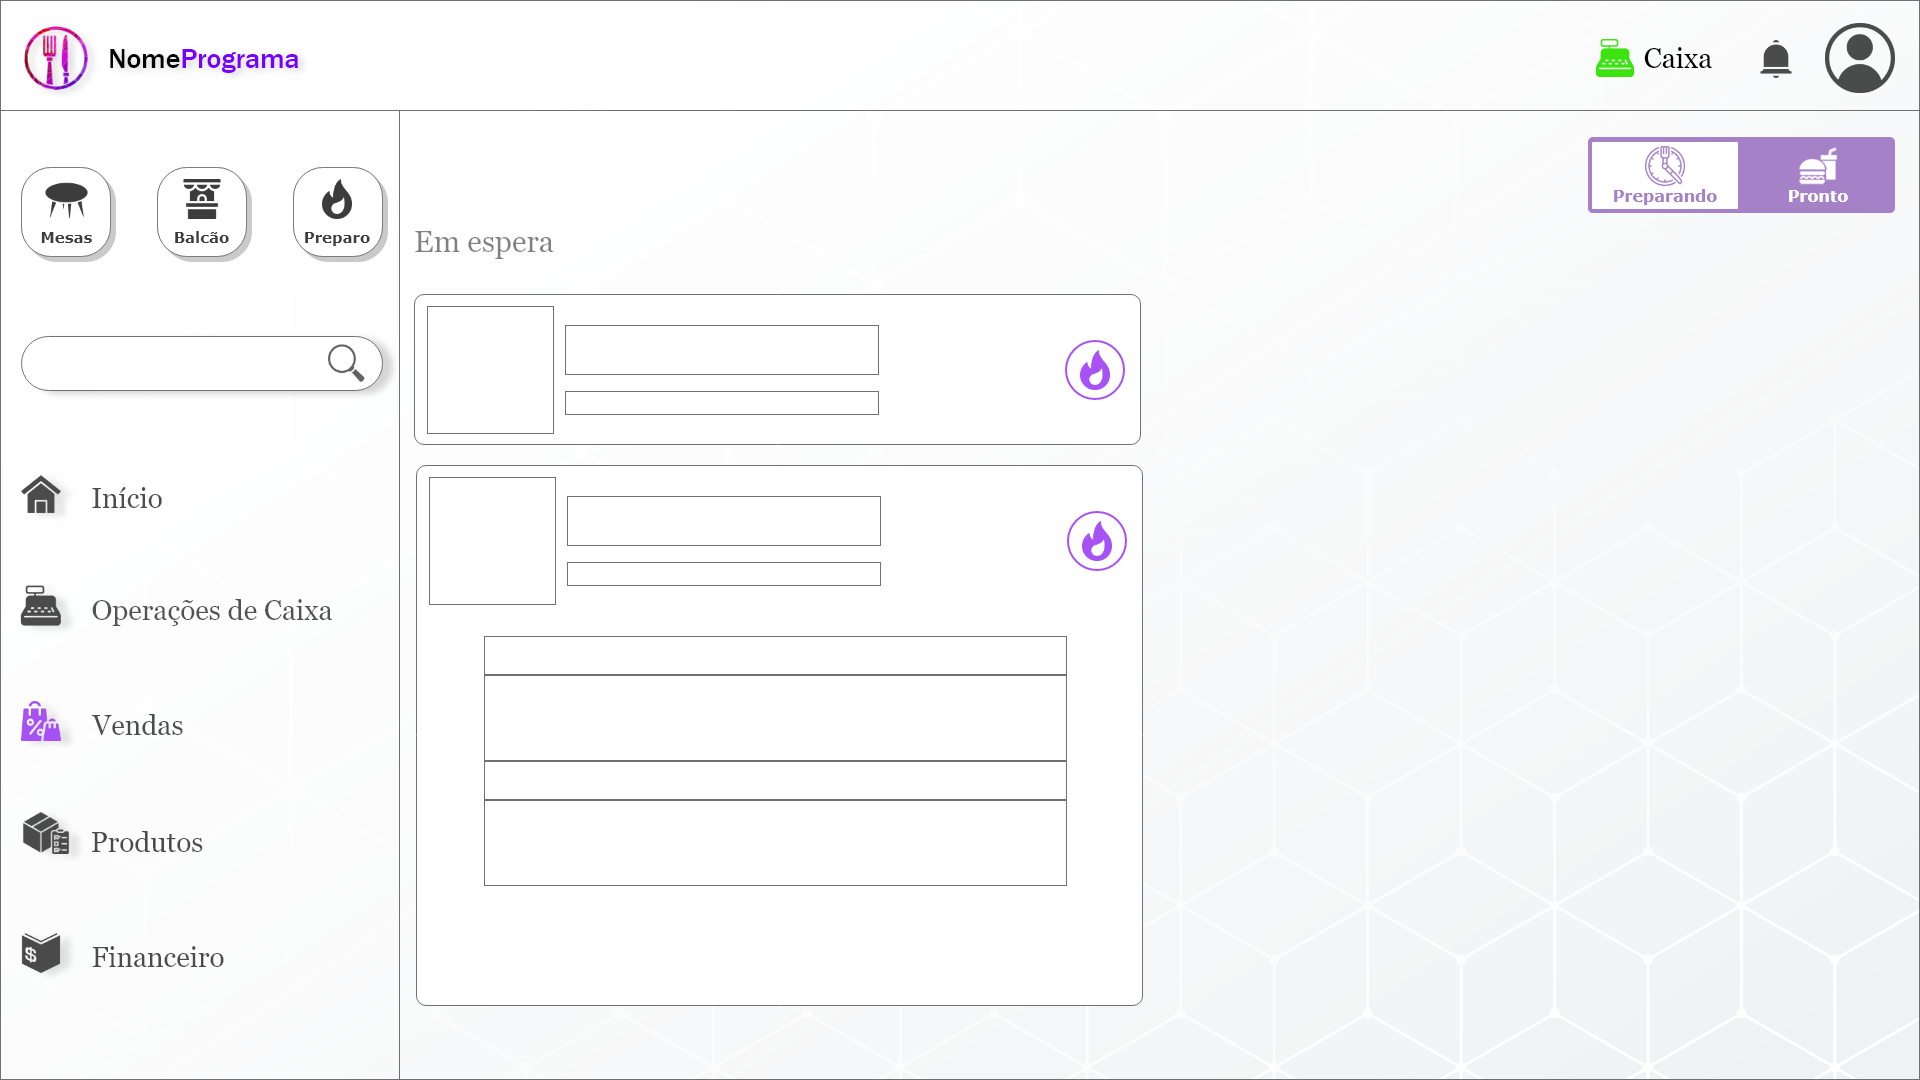 NomePrograma
Caixa
Mesas
Balcão
Preparo
Preparando
Pronto
Em espera
Início
Operações de Caixa
Vendas
Produtos
$
Financeiro